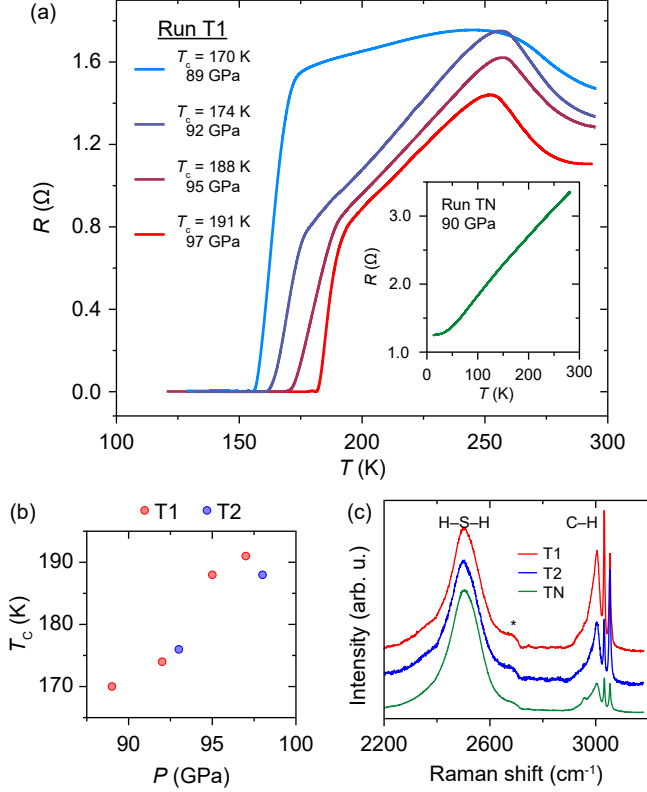 (a)
Run T1
Tc = 170 K
89 GPa
Tc = 174 K
92 GPa
Tc = 188 K
95 GPa
Tc = 191 K
97 GPa
R (Ω)
1.6
1.2
0.8
0.4
0.0
100 150 200 250 300
T (K)
Run TN
90 GPa
R (Ω)
3.0
2.0
1.0
0 100 200 300
T (K)
(b)
T1 T2
Tc (K)
190
180
170
90 95 100
P (GPa)
(c)
H–S–H
C–H
T1
T2
TN
*
Intensity (arb. u.)
2200 2600 3000
Raman shift (cm⁻¹)